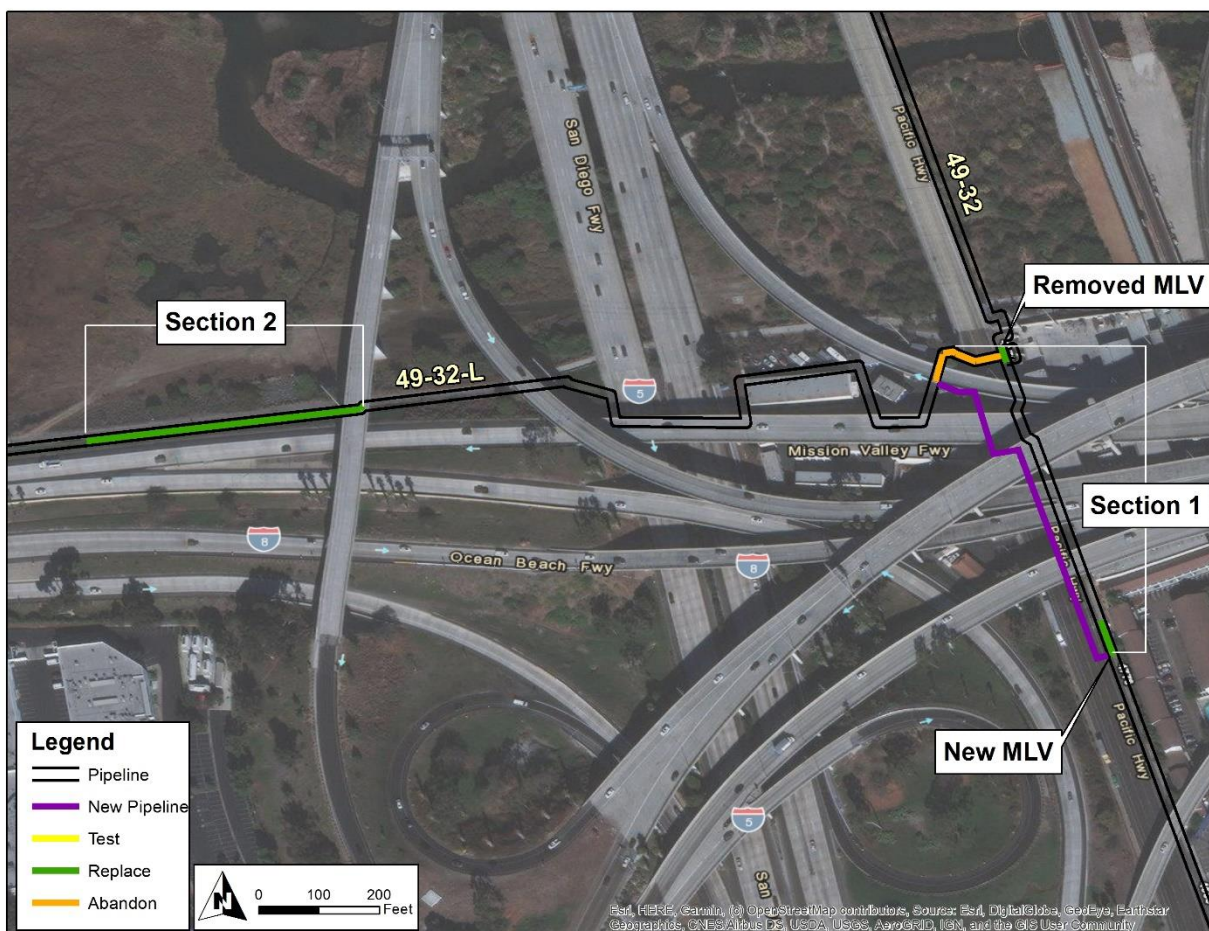 San Diego Fwy
Pacific Hwy
49-32
Removed MLV
Section 2
49-32-L
5
Mission Valley Fwy
Section 1
8
Ocean Beach Fwy
8
Pacific Hwy
New MLV
Pacific Hwy
5
San
Legend
Pipeline
New Pipeline
Test
Replace
Abandon
N
0 100 200
Feet
Esri, HERE, Garmin, (c) OpenStreetMap contributors, Source: Esri, DigitalGlobe, GeoEye, Earthstar
Geographics, CNES/Airbus DS, USDA, USGS, AeroGRID, IGN, and the GIS User Community